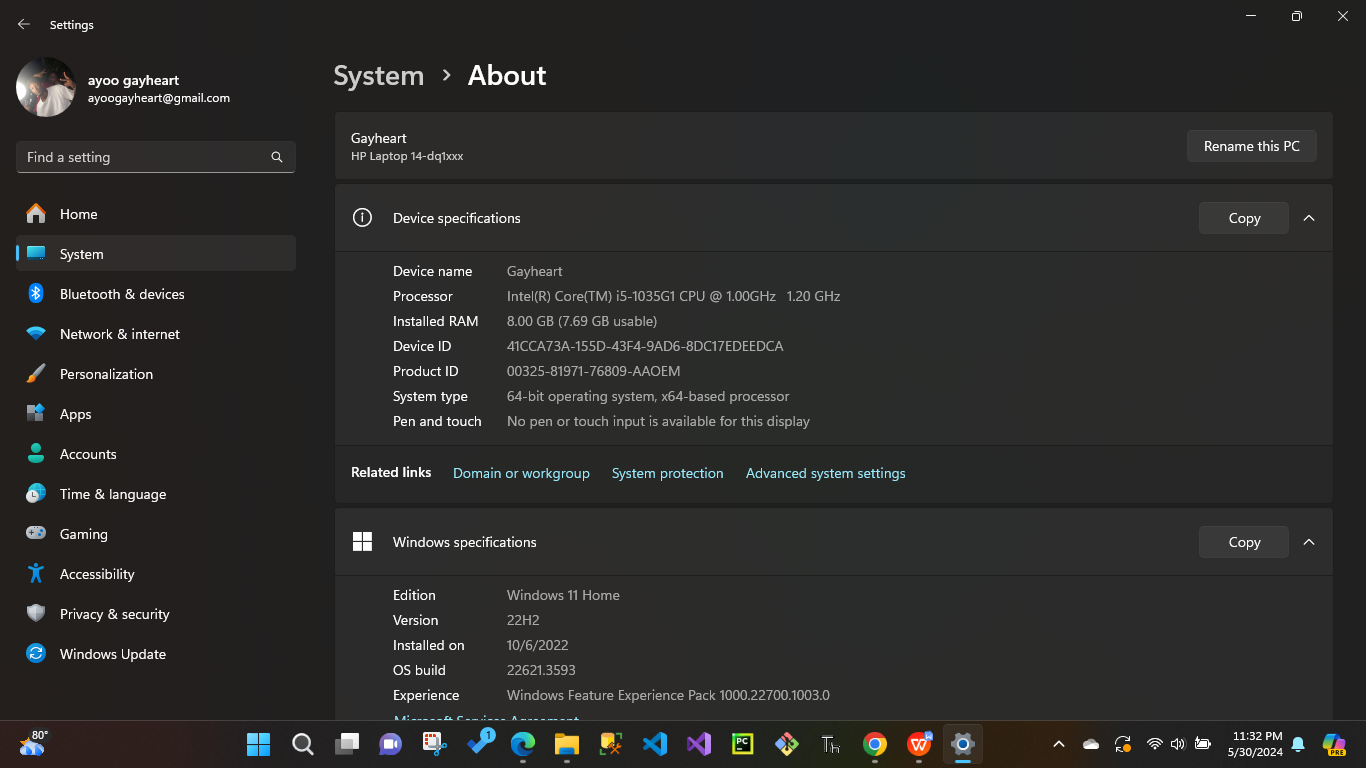 Settings
ayoo gayheart
ayoogayheart@gmail.com
Find a setting
Home
System
Bluetooth & devices
Network & internet
Personalization
Apps
Accounts
Time & language
Gaming
Accessibility
Privacy & security
Windows Update
System > About
Gayheart
HP Laptop 14-dq1xxx
Rename this PC
Device specifications
Copy
Device name Gayheart
Processor Intel(R) Core(TM) i5-1035G1 CPU @ 1.00GHz 1.20 GHz
Installed RAM 8.00 GB (7.69 GB usable)
Device ID 41CCA73A-155D-43F4-9AD6-8DC17EDEEDCA
Product ID 00325-81971-76809-AAOEM
System type 64-bit operating system, x64-based processor
Pen and touch No pen or touch input is available for this display
Related links Domain or workgroup System protection Advanced system settings
Windows specifications
Copy
Edition Windows 11 Home
Version 22H2
Installed on 10/6/2022
OS build 22621.3593
Experience Windows Feature Experience Pack 1000.22700.1003.0
Microsoft Services Agreement
80°
1
PC
Th
W
11:32 PM
5/30/2024
PRE